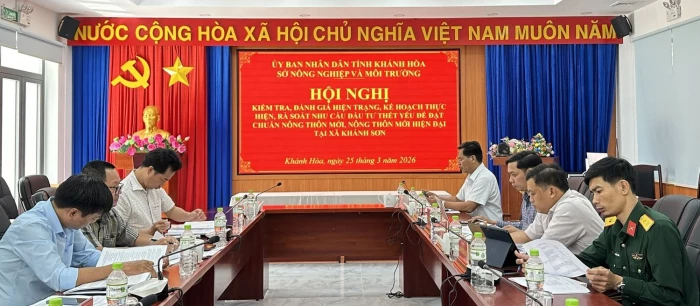 NƯỚC CỘNG HÒA XÃ HỘI CHỦ NGHĨA VIỆT NAM MUÔN NĂM
ỦY BAN NHÂN DÂN TỈNH KHÁNH HÒA
SỞ NÔNG NGHIỆP VÀ MÔI TRƯỜNG
HỘI NGHỊ
KIỂM TRA, ĐÁNH GIÁ HIỆN TRẠNG, KẾ HOẠCH THỰC
HIỆN, RÀ SOÁT NHU CẦU ĐẦU TƯ THIẾT YẾU ĐỂ ĐẠT
CHUẨN NÔNG THÔN MỚI, NÔNG THÔN MỚI HIỆN ĐẠI
TẠI XÃ KHÁNH SƠN
Khánh Hòa, ngày 25 tháng 3 năm 2026